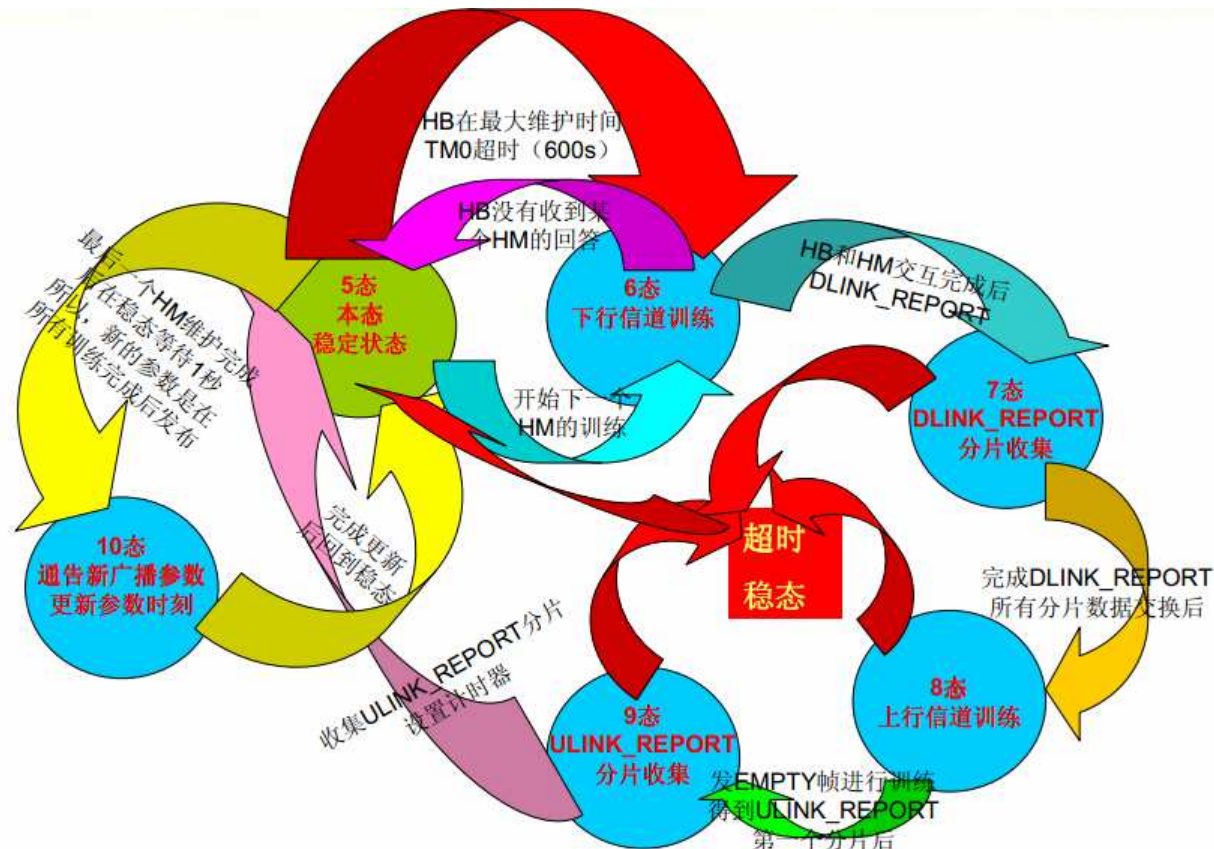 HB在最大维护时间
TM0超时（600s）
HB没有收到某
个HM的回答
HB和HM交互完成后
DLINK_REPORT
最后一个HM维护完成
后在稳态等待1秒
所以，新的参数是在
所有训练完成后发布
5态
本态
稳定状态
6态
下行信道训练
开始下一个
HM的训练
7态
DLINK_REPORT
分片收集
10态
通告新广播参数
更新参数时刻
完成更新
后回到稳态
超时
稳态
完成DLINK_REPORT
所有分片数据交换后
收集ULINK_REPORT分片
设置计时器
9态
ULINK_REPORT
分片收集
8态
上行信道训练
发EMPTY帧进行训练
得到ULINK_REPORT
第一个分片后